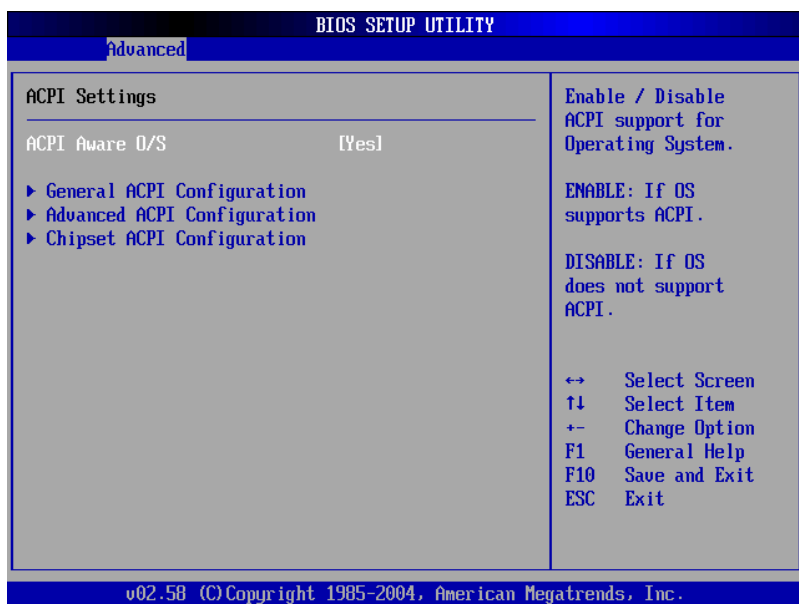 BIOS SETUP UTILITY
Advanced
ACPI Settings
ACPI Aware O/S [Yes]
▶ General ACPI Configuration
▶ Advanced ACPI Configuration
▶ Chipset ACPI Configuration
Enable / Disable
ACPI support for
Operating System.
ENABLE: If OS
supports ACPI.
DISABLE: If OS
does not support
ACPI.
↔ Select Screen
↑↓ Select Item
+- Change Option
F1 General Help
F10 Save and Exit
ESC Exit
v02.58 (C)Copyright 1985-2004, American Megatrends, Inc.